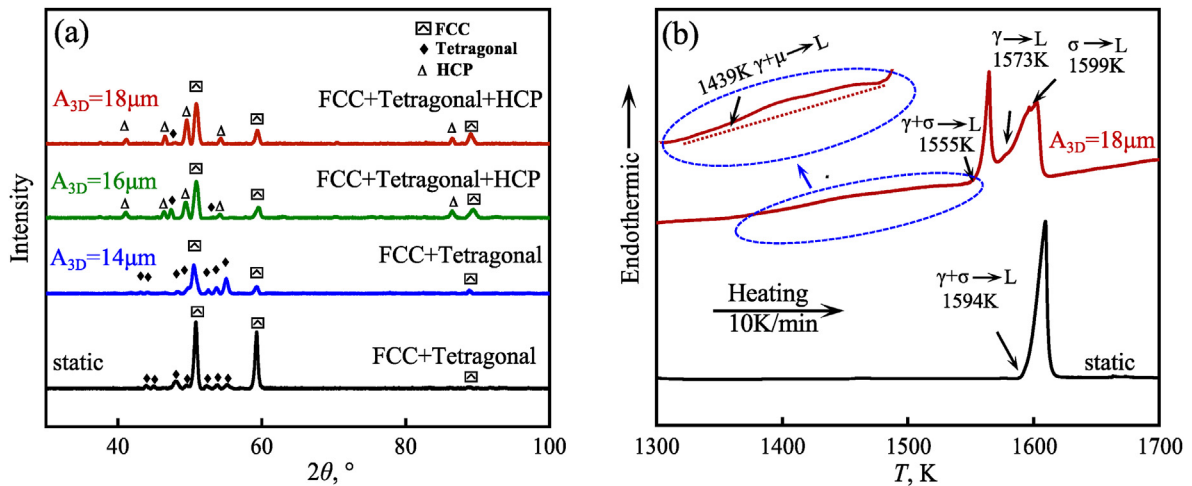 (a)
FCC
Tetragonal
HCP
A3D=18μm
FCC+Tetragonal+HCP
A3D=16μm
FCC+Tetragonal+HCP
A3D=14μm
FCC+Tetragonal
static
FCC+Tetragonal
Intensity
40 60 80 100
2θ, °
(b)
1439K γ+μ→L
γ→L
1573K
σ→L
1599K
γ+σ→L
1555K
A3D=18μm
γ+σ→L
1594K
Heating
10K/min
static
Endothermic
1300 1400 1500 1600 1700
T, K